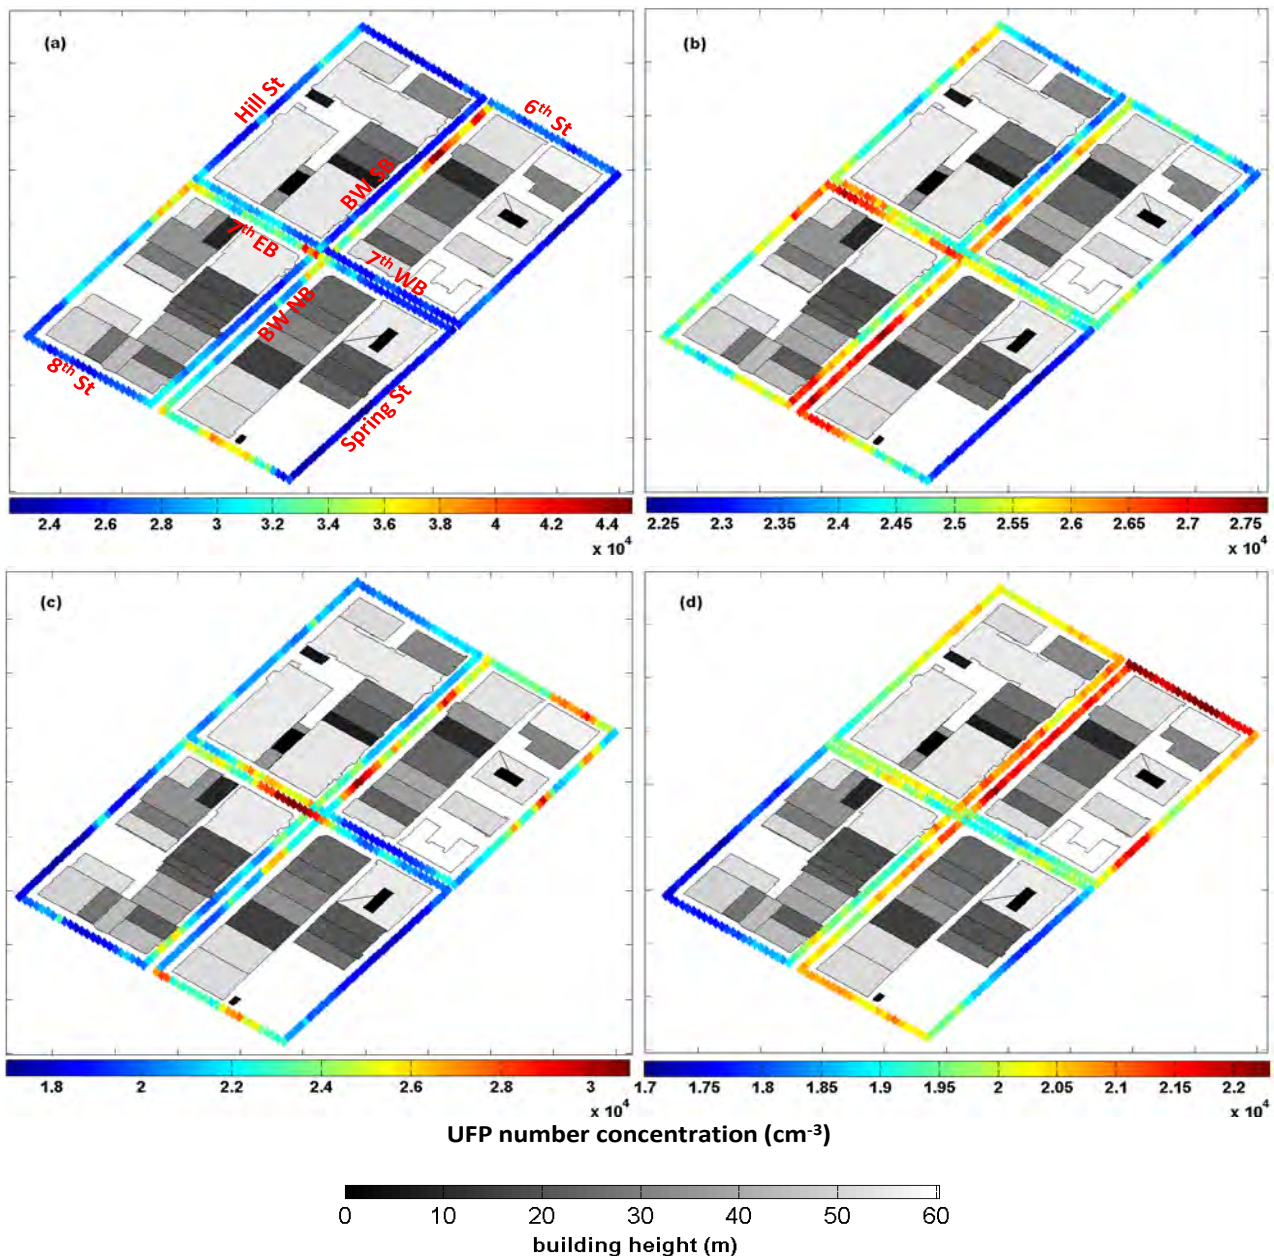 (a)
(b)
Hill St
6th St
BW SB
7th EB
7th WB
BW NB
8th St
Spring St
2.4 2.6 2.8 3 3.2 3.4 3.6 3.8 4 4.2 4.4
x 10^4
2.25 2.3 2.35 2.4 2.45 2.5 2.55 2.6 2.65 2.7 2.75
x 10^4
(c)
(d)
1.8 2 2.2 2.4 2.6 2.8 3
x 10^4
1.7 1.75 1.8 1.85 1.9 1.95 2 2.05 2.1 2.15 2.2
x 10^4
UFP number concentration (cm-3)
0 10 20 30 40 50 60
building height (m)